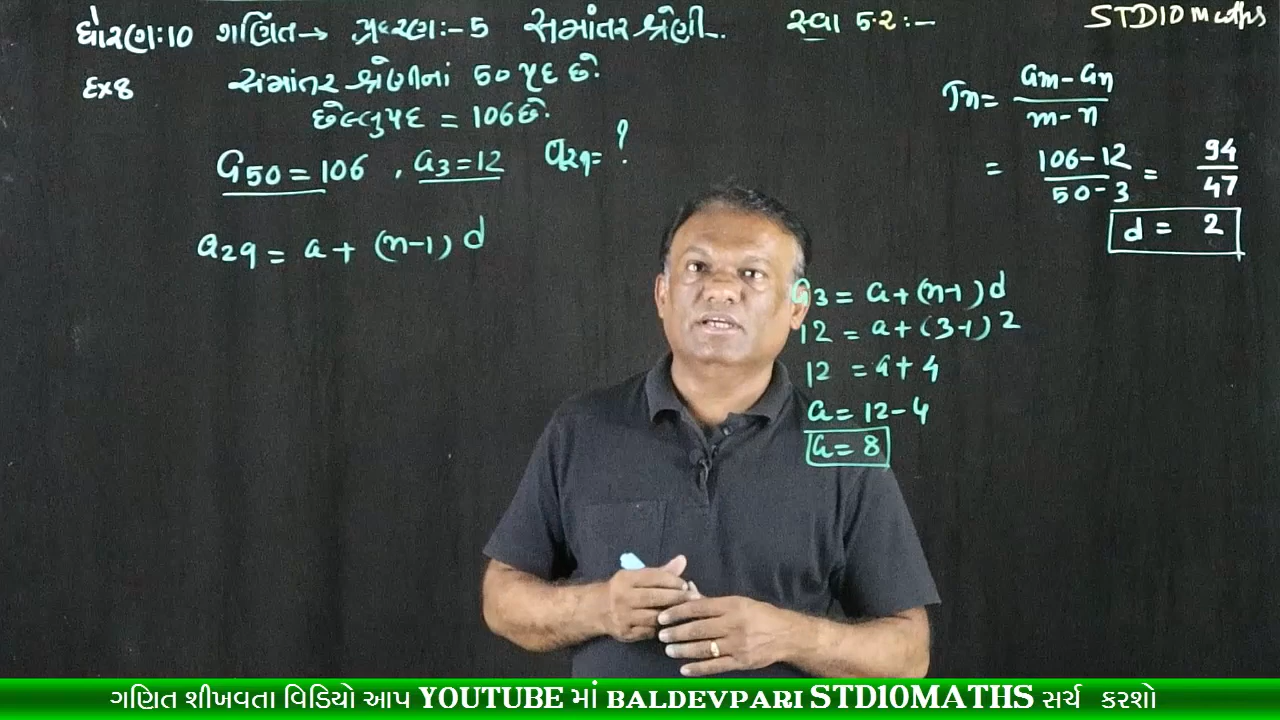 ધોરણ:10 ગણિત→ પ્રકરણ:-5 સમાંતર શ્રેણી. સ્વા 5.2:-
STD10 Maths
Ex8 સમાંતર શ્રેણીનાં 50 પદ છે.
છેલ્લુપદ = 106છે.
a50 = 106 , a3 = 12 a29 = ?
a29 = a + (n-1) d
Tn = am - an / m - n
= 106-12 / 50-3 = 94 / 47
d = 2
a3 = a + (n-1) d
12 = a + (3-1) 2
12 = a + 4
a = 12 - 4
a = 8
ગણિત શીખવતા વિડિયો આપ YOUTUBE માં BALDEVPARI STD10MATHS સર્ચ કરશો